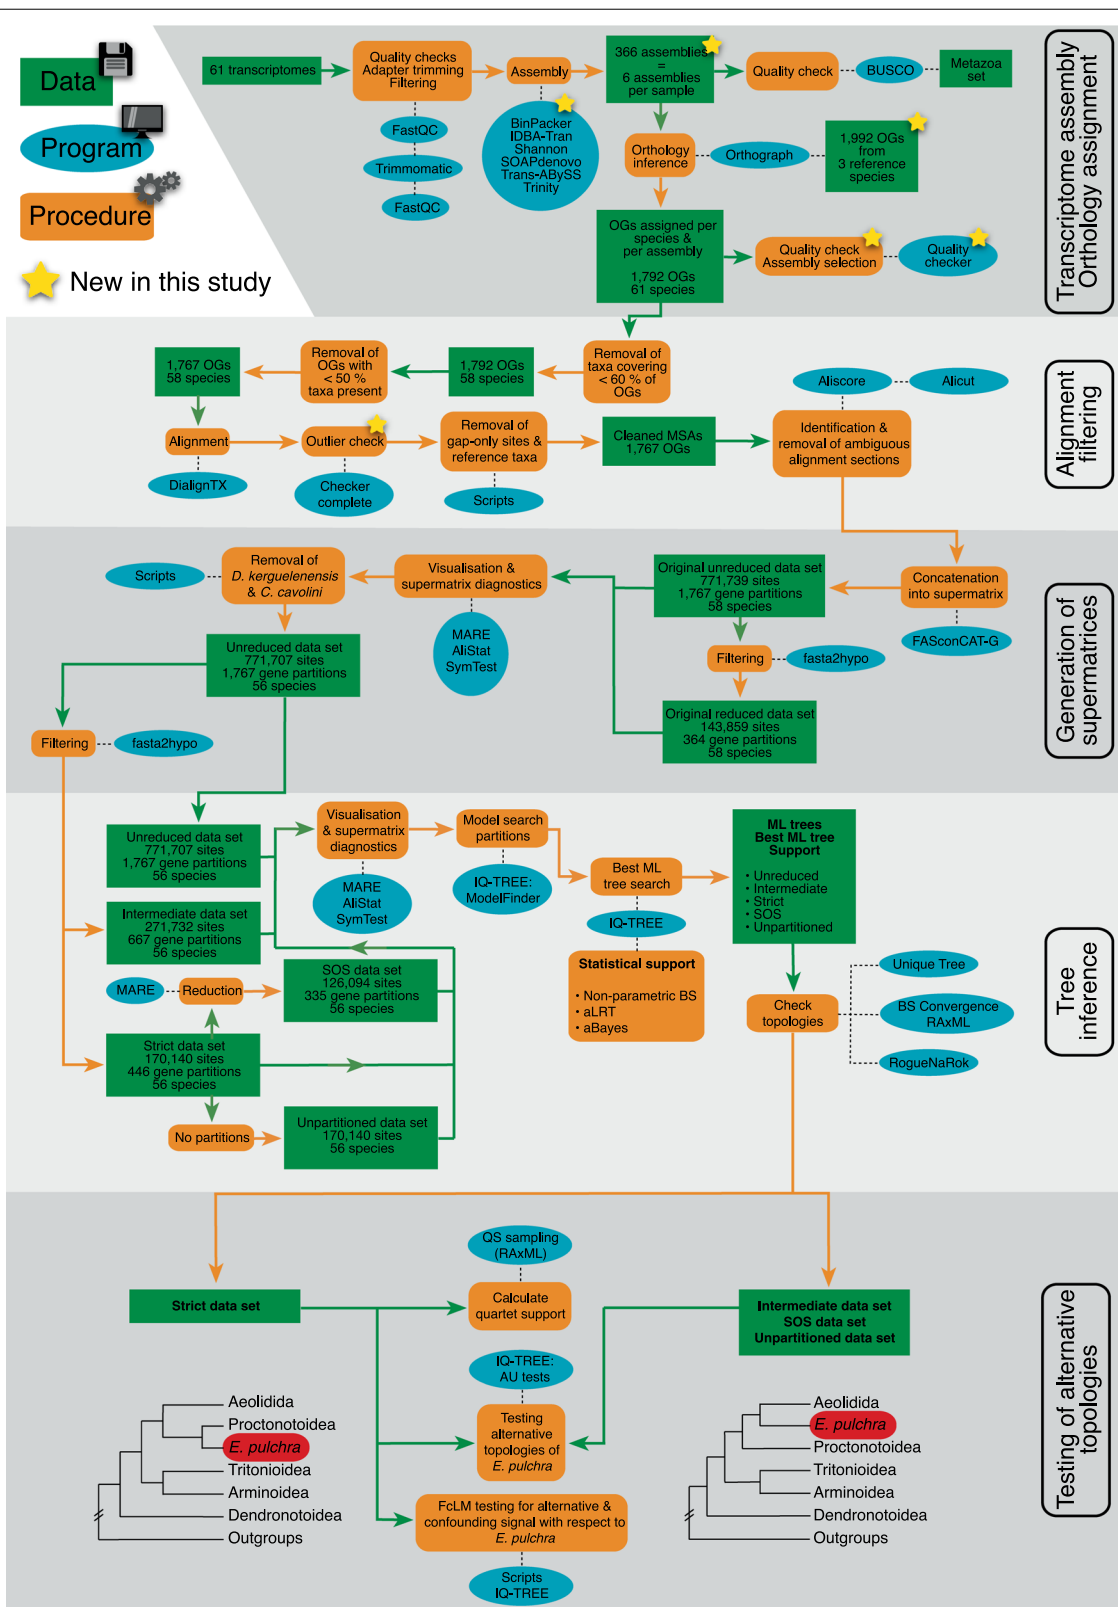 Data
Program
Procedure
New in this study
61 transcriptomes
Quality checks
Adapter trimming
Filtering
FastQC
Trimmomatic
FastQC
Assembly
BinPacker
IDBA-Tran
Shannon
SOAPdenovo
Trans-ABySS
Trinity
366 assemblies
=
6 assemblies
per sample
Quality check
BUSCO
Metazoa
set
Orthology
inference
Orthograph
1,992 OGs
from
3 reference
species
OGs assigned per
species &
per assembly
1,792 OGs
61 species
Quality check
Assembly selection
Quality
checker
Transcriptome assembly
Orthology assignment
1,767 OGs
58 species
Removal of
OGs with
< 50 %
taxa present
1,792 OGs
58 species
Removal of
taxa covering
< 60 % of
OGs
Aliscore
Alicut
Alignment
DialignTX
Outlier check
Checker
complete
Removal of
gap-only sites &
reference taxa
Scripts
Cleaned MSAs
1,767 OGs
Identification &
removal of ambiguous
alignment sections
Alignment
filtering
Scripts
Removal of
D. kerguelenensis
& C. cavolini
Visualisation &
supermatrix diagnostics
MARE
AliStat
SymTest
Original unreduced data set
771,739 sites
1,767 gene partitions
58 species
Concatenation
into supermatrix
FASconCAT-G
Filtering
fasta2hypo
Original reduced data set
143,859 sites
364 gene partitions
58 species
Unreduced data set
771,707 sites
1,767 gene partitions
56 species
Filtering
fasta2hypo
Generation of
supermatrices
Unreduced data set
771,707 sites
1,767 gene partitions
56 species
Intermediate data set
271,732 sites
667 gene partitions
56 species
MARE
Reduction
SOS data set
126,094 sites
335 gene partitions
56 species
Strict data set
170,140 sites
446 gene partitions
56 species
No partitions
Unpartitioned data set
170,140 sites
56 species
Visualisation
& supermatrix
diagnostics
MARE
AliStat
SymTest
Model search
partitions
IQ-TREE:
ModelFinder
Best ML
tree search
IQ-TREE
Statistical support
• Non-parametric BS
• aLRT
• aBayes
ML trees
Best ML tree
Support
• Unreduced
• Intermediate
• Strict
• SOS
• Unpartitioned
Check
topologies
Unique Tree
BS Convergence
RAxML
RogueNaRok
Tree
inference
Strict data set
QS sampling
(RAxML)
Calculate
quartet support
IQ-TREE:
AU tests
Testing
alternative
topologies of
E. pulchra
FcLM testing for alternative &
confounding signal with respect to
E. pulchra
Scripts
IQ-TREE
Intermediate data set
SOS data set
Unpartitioned data set
Aeolidida
Proctonotoidea
E. pulchra
Tritonioidea
Arminoidea
Dendronotoidea
Outgroups
Aeolidida
E. pulchra
Proctonotoidea
Tritonioidea
Arminoidea
Dendronotoidea
Outgroups
Testing of alternative
topologies